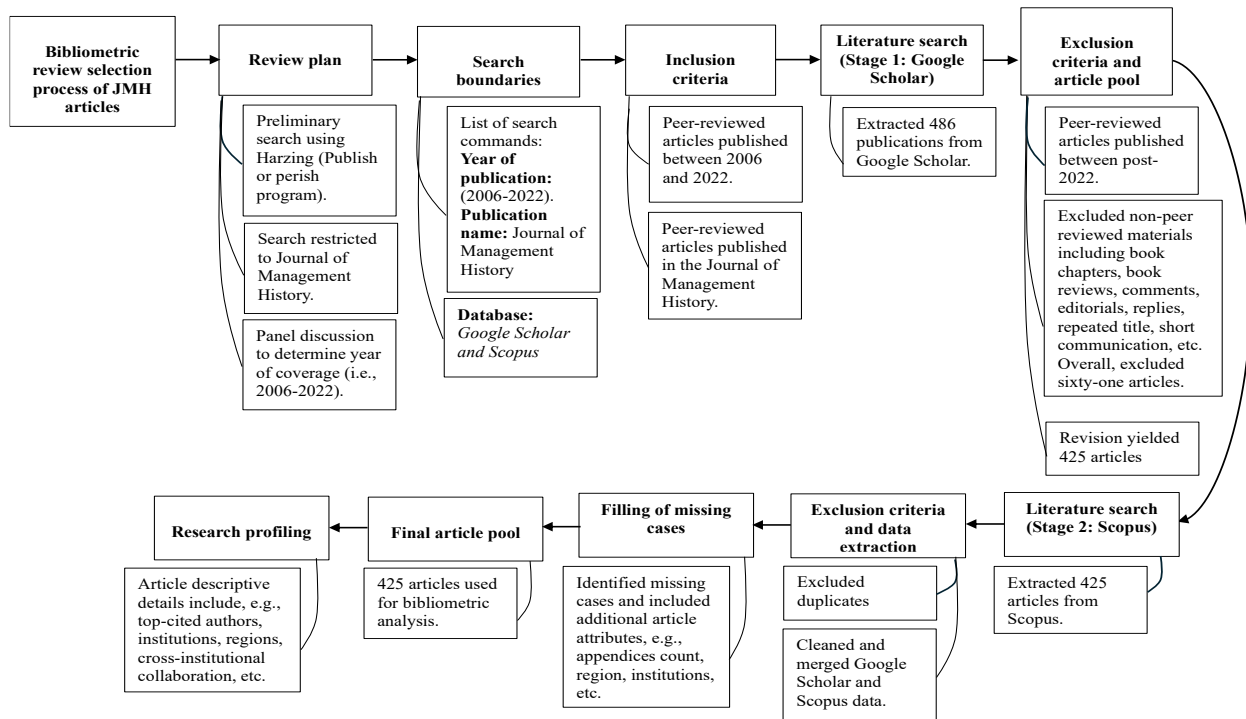 Bibliometric
review selection
process of JMH
articles
Review plan
Preliminary
search using
Harzing (Publish
or perish
program).
Search restricted
to Journal of
Management
History.
Panel discussion
to determine year
of coverage (i.e.,
2006-2022).
Search
boundaries
List of search
commands:
Year of
publication:
(2006-2022).
Publication
name: Journal of
Management
History
Database:
Google Scholar
and Scopus
Inclusion
criteria
Peer-reviewed
articles published
between 2006
and 2022.
Peer-reviewed
articles published
in the Journal of
Management
History.
Literature search
(Stage 1: Google
Scholar)
Extracted 486
publications from
Google Scholar.
Exclusion
criteria and
article pool
Peer-reviewed
articles published
between post-
2022.
Excluded non-peer
reviewed materials
including book
chapters, book
reviews, comments,
editorials, replies,
repeated title, short
communication, etc.
Overall, excluded
sixty-one articles.
Revision yielded
425 articles
Literature search
(Stage 2: Scopus)
Extracted 425
articles from
Scopus.
Exclusion criteria
and data
extraction
Excluded
duplicates
Cleaned and
merged Google
Scholar and
Scopus data.
Filling of missing
cases
Identified missing
cases and included
additional article
attributes, e.g.,
appendices count,
region, institutions,
etc.
Final article pool
425 articles used
for bibliometric
analysis.
Research profiling
Article descriptive
details include, e.g.,
top-cited authors,
institutions, regions,
cross-institutional
collaboration, etc.